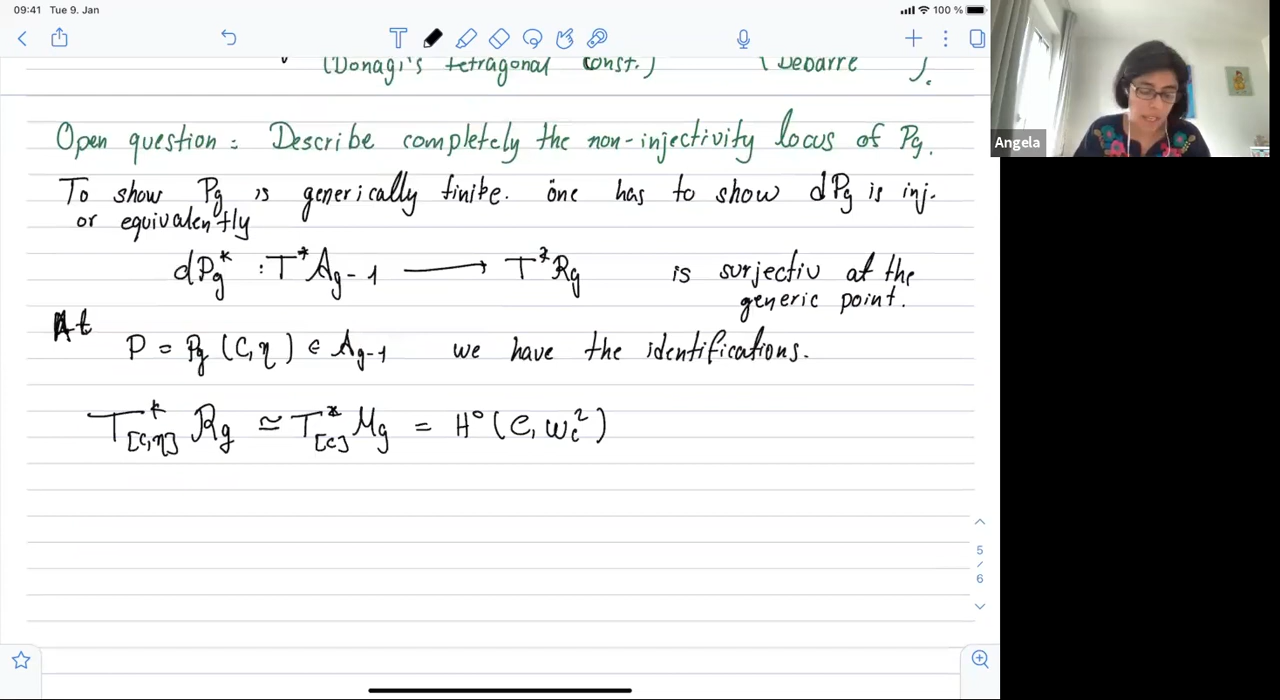 09:41 Tue 9. Jan
100 %
(Donagi's tetragonal const.) (Debarre ).
Open question: Describe completely the non-injectivity locus of Pg.
To show Pg is generically finite. one has to show dPg is inj.
or equivalently
dPg* : T*Ag-1 → T*Rg is surjectiv at the
generic point.
At
P = Pg (C, η) ∈ Ag-1 we have the identifications.
T*[C,η] Rg ≃ T*[C] Mg = H°(C, ωc²)
Angela
5
/
6